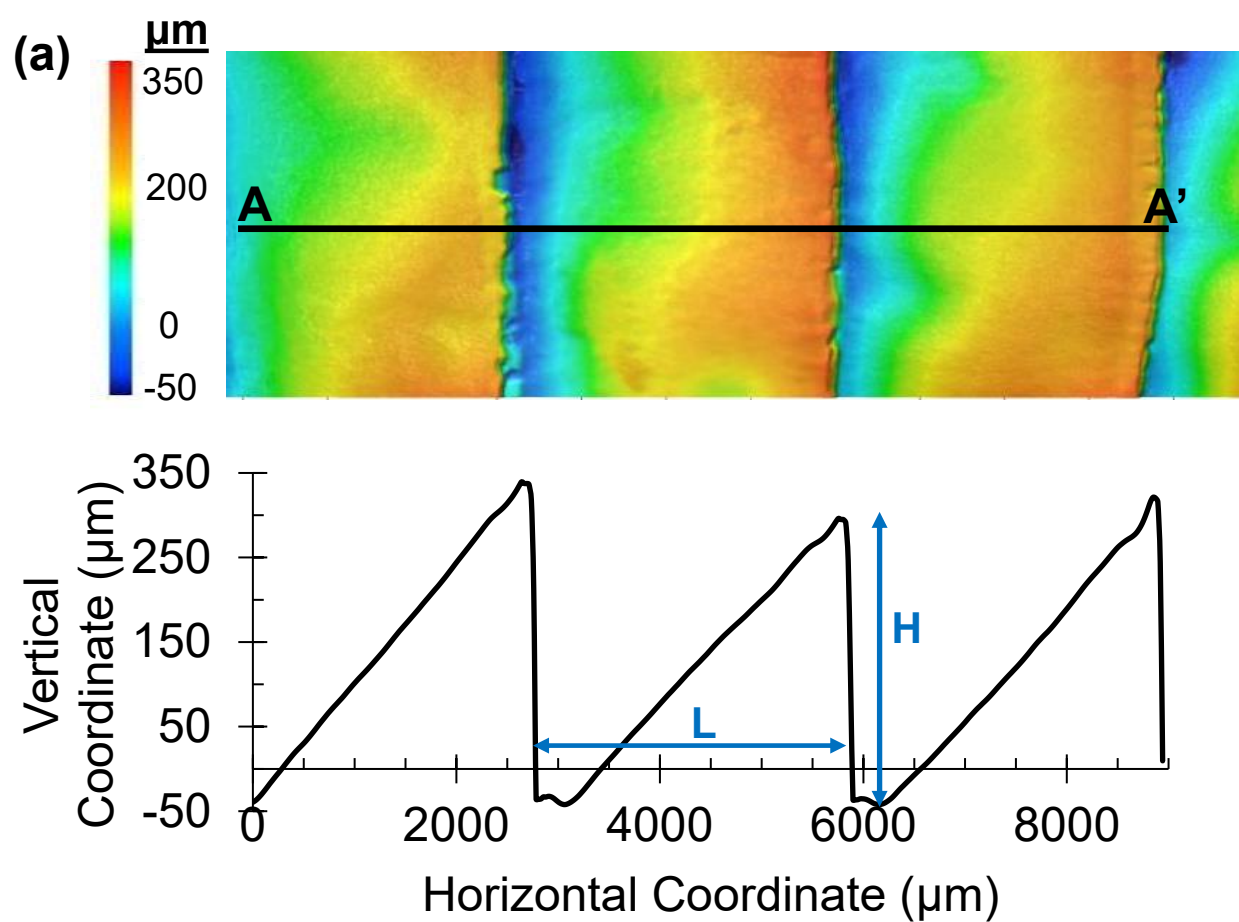 (a)
µm
350
200
0
-50
A
A’
350
250
150
50
-50
Vertical
Coordinate (µm)
H
L
0
2000
4000
6000
8000
Horizontal Coordinate (µm)